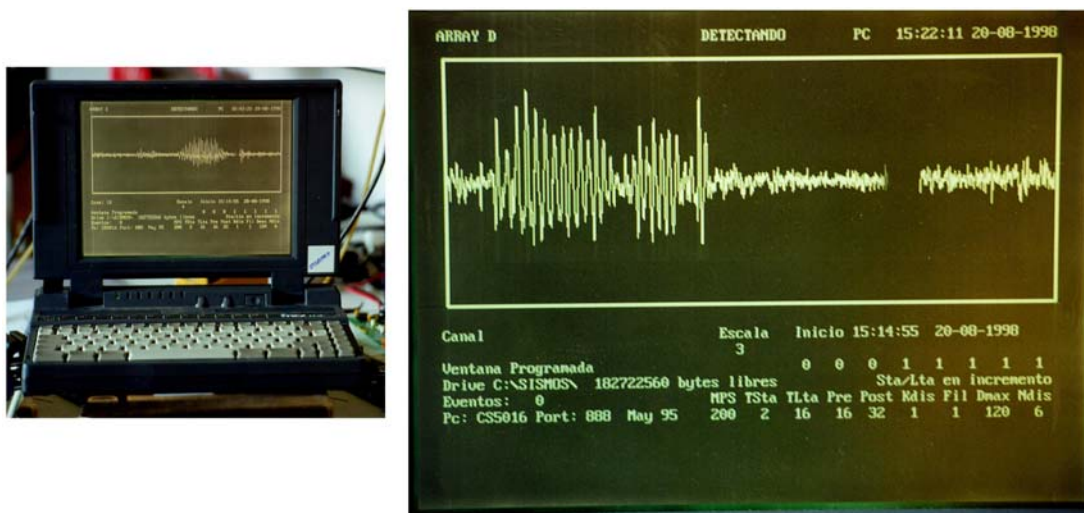 ARRAY D DETECTANDO PC 15:22:11 20-08-1998
Canal Escala Inicio 15:14:55 20-08-1998
3
Ventana Programada 0 0 0 1 1 1 1 1
Drive C:\SISMOS\ 182722560 bytes libres Sta/Lta en incremento
Eventos: 0 MPS TSta TLta Pre Post Kdis Fil Dmax Ndis
Pc: CS5016 Port: 888 May 95 200 2 16 16 32 1 1 120 6